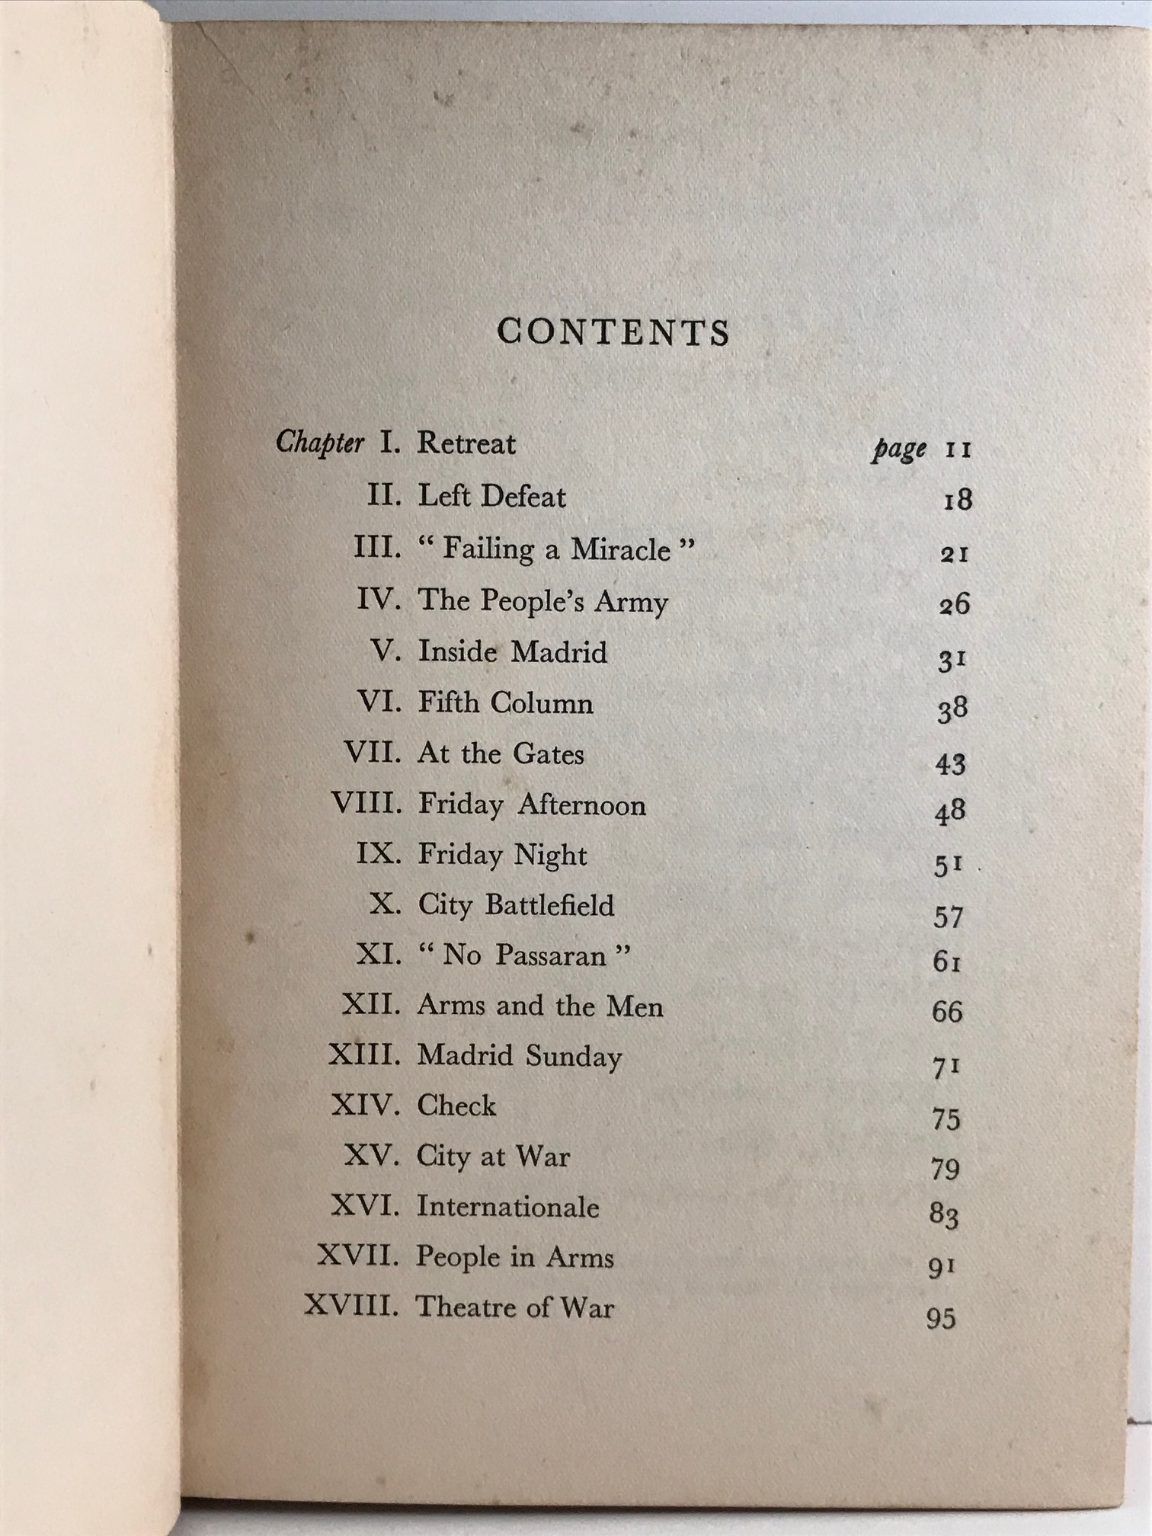 CONTENTS
Chapter I. Retreat page 11
II. Left Defeat 18
III. “ Failing a Miracle ” 21
IV. The People’s Army 26
V. Inside Madrid 31
VI. Fifth Column 38
VII. At the Gates 43
VIII. Friday Afternoon 48
IX. Friday Night 51
X. City Battlefield 57
XI. “ No Passaran ” 61
XII. Arms and the Men 66
XIII. Madrid Sunday 71
XIV. Check 75
XV. City at War 79
XVI. Internationale 83
XVII. People in Arms 91
XVIII. Theatre of War 95